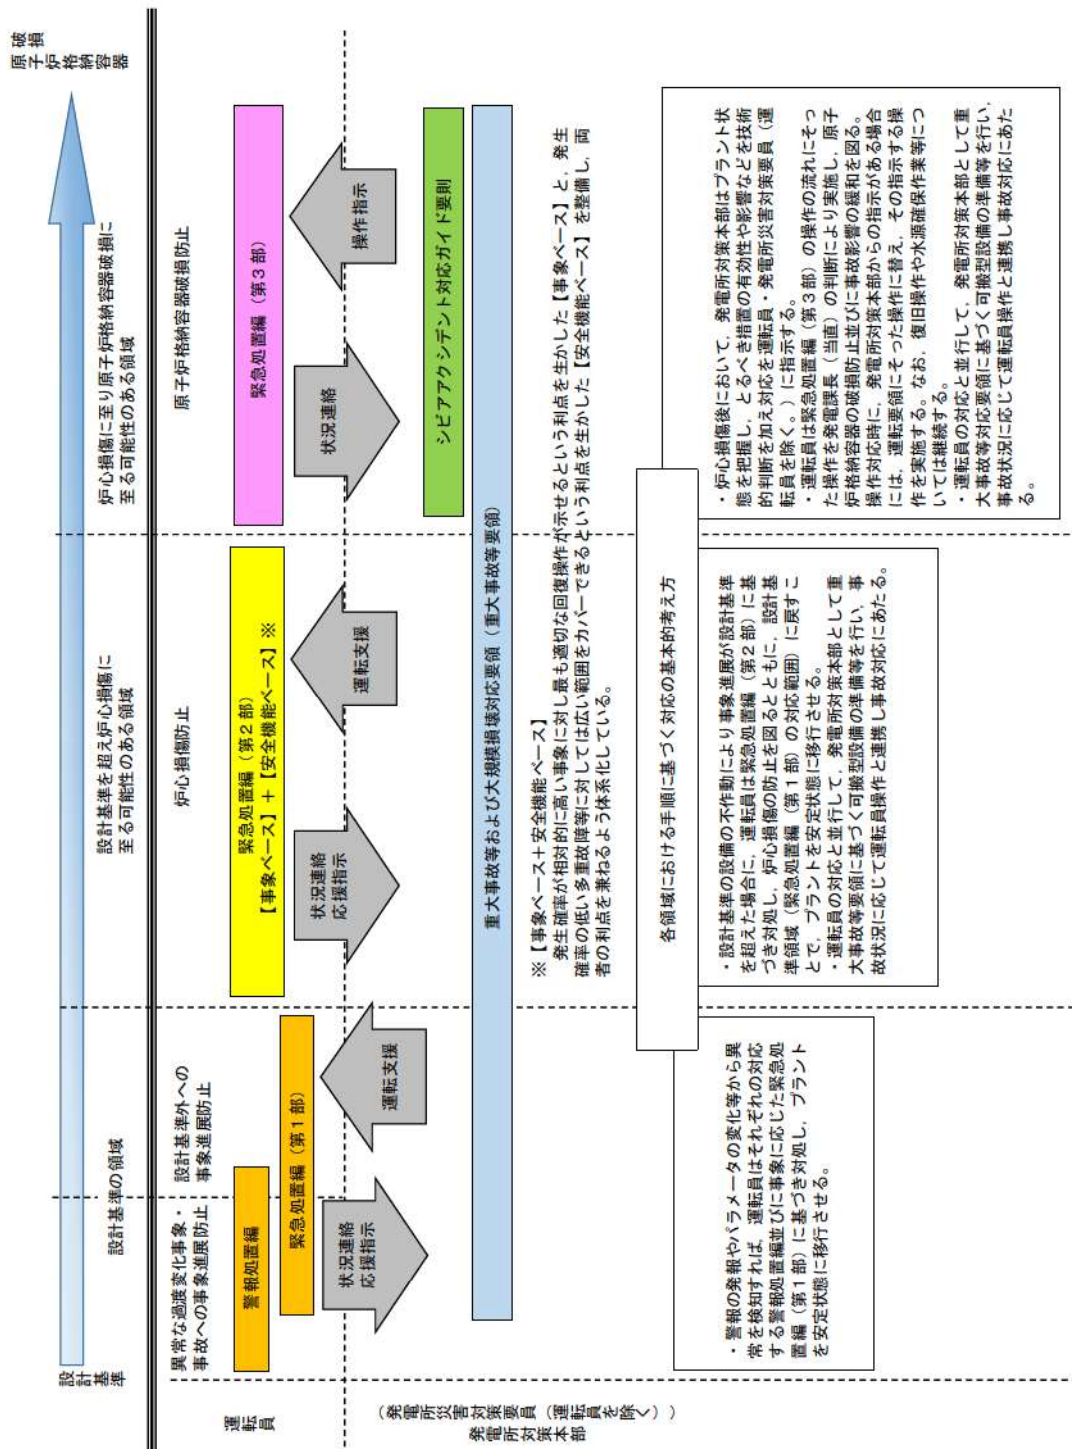 設計基準
原子炉格納容器
破損
設計基準の領域
設計基準を超え炉心損傷に
至る可能性のある領域
炉心損傷に至り原子炉格納容器破損に
至る可能性のある領域
運転員
異常な過渡変化事象・
事故への事象進展防止
設計基準外への
事象進展防止
炉心損傷防止
原子炉格納容器破損防止
警報処置編
緊急処置編（第1部）
緊急処置編（第2部）
【事象ベース】＋【安全機能ベース】※
緊急処置編（第3部）
状況連絡
応援指示
運転支援
状況連絡
応援指示
運転支援
状況連絡
操作指示
発電所対策本部
（発電所災害対策要員（運転員を除く））
シビアアクシデント対応ガイド要則
重大事故等および大規模損壊対応要領（重大事故等要領）
※【事象ベース＋安全機能ベース】
発生確率が相対的に高い事象に対し最も適切な回復操作が示せるという利点を生かした【事象ベース】と，発生
確率の低い多重故障等に対しては広い範囲をカバーできるという利点を生かした【安全機能ベース】を整備し，両
者の利点を兼ねるよう体系化している。
各領域における手順に基づく対応の基本的考え方
・警報の発報やパラメータの変化等から異
常を検知すれば，運転員はそれぞれの対応
する警報処置編並びに事象に応じた緊急処
置編（第1部）に基づき対処し，プラント
を安定状態に移行させる。
・設計基準の設備の不作動により事象進展が設計基準
を超えた場合に，運転員は緊急処置編（第2部）に基
づき対処し，炉心損傷の防止を図るとともに，設計基
準領域（緊急処置編（第1部）の対応範囲）に戻すこ
とで，プラントを安定状態に移行させる。
・運転員の対応と並行して，発電所対策本部として重
大事故等要領に基づく可搬型設備の準備等を行い，事
故状況に応じて運転員操作と連携し事故対応にあたる。
・炉心損傷後において，発電所対策本部はプラント状
態を把握し，とるべき措置の有効性や影響などを技術
的判断を加え対応を運転員・発電所災害対策要員（運
転員を除く。）に指示する。
・運転員は緊急処置編（第3部）の操作の流れにそっ
た操作を発電課長（当直）の判断により実施し，原子
炉格納容器の破損防止並びに事故影響の緩和を図る。
操作対応時に，発電所対策本部からの指示がある場合
には，運転要領にそった操作に替え，その指示する操
作を実施する。なお，復旧操作や水源確保作業等につ
いては継続する。
・運転員の対応と並行して，発電所対策本部として重
大事故等対応要領に基づく可搬型設備の準備等を行い，
事故状況に応じて運転員操作と連携し事故対応にあた
る。